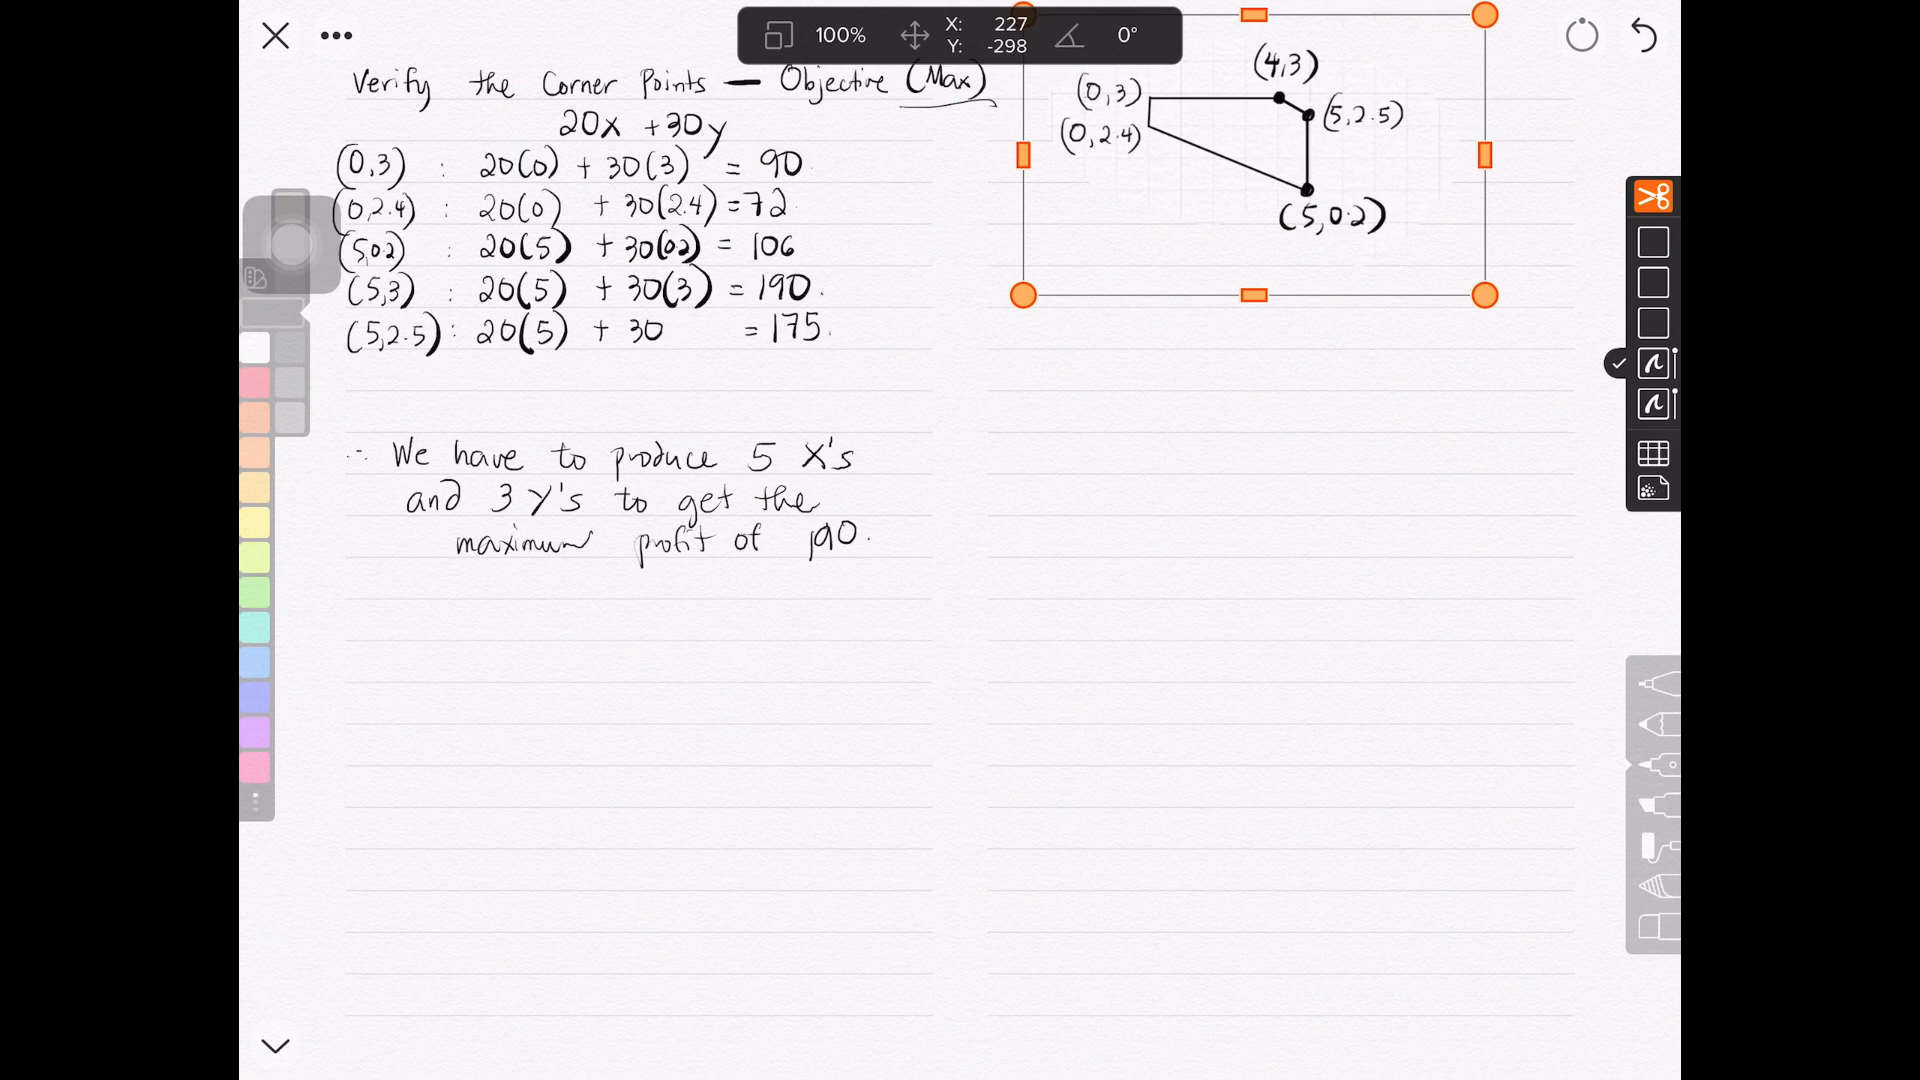 100%
X: 227
Y: -298
0°
Verify the Corner Points — Objective (Max)
20x + 30y
(0,3) : 20(0) + 30(3) = 90.
(0,2.4) : 20(0) + 30(2.4) = 72.
(5,0.2) : 20(5) + 30(0.2) = 106
(5,3) : 20(5) + 30(3) = 190.
(5,2.5) : 20(5) + 30 = 175.
∴ We have to produce 5 X's
and 3 Y's to get the
maximum profit of 190.
(4,3)
(0,3)
(5,2.5)
(0,2.4)
(5,0.2)